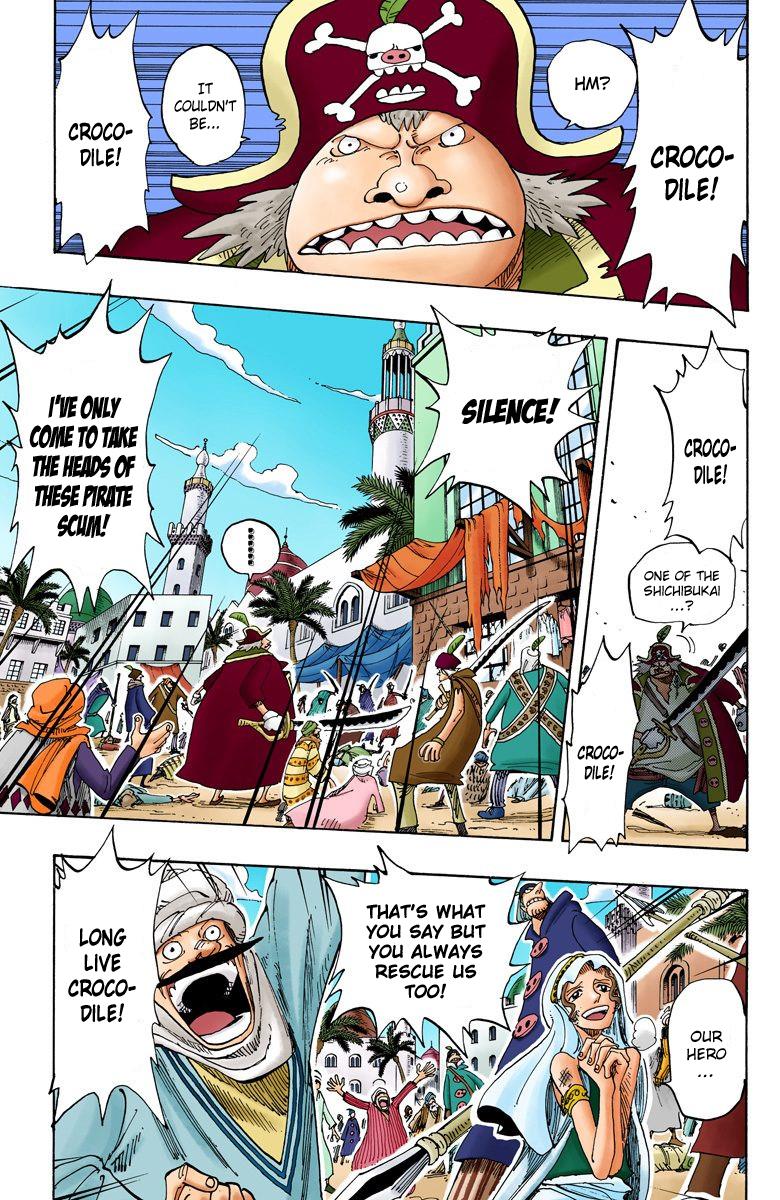 CROCO-
DILE!
HM?
IT
COULDN'T
BE...
CROCO-
DILE!
CROCO-
DILE!
ONE OF THE
SHICHIBUKAI
...?
CROCO-
DILE!
SILENCE!
I'VE ONLY
COME TO TAKE
THE HEADS OF
THESE PIRATE
SCUM!
......
OUR
HERO
...
THAT'S WHAT
YOU SAY BUT
YOU ALWAYS
RESCUE US
TOO!
LONG
LIVE
CROCO-
DILE!